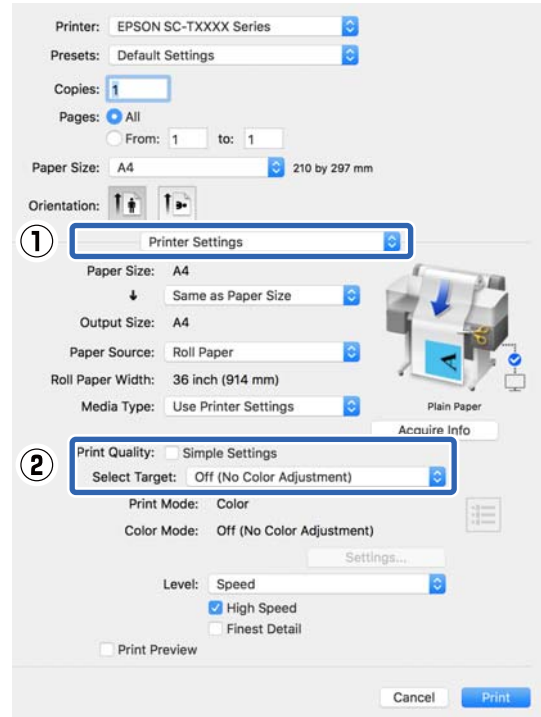 Printer: EPSON SC-TXXXX Series
Presets: Default Settings
Copies: 1
Pages: All
From: 1 to: 1
Paper Size: A4 210 by 297 mm
Orientation:
1 Printer Settings
Paper Size: A4
Same as Paper Size
Output Size: A4
Paper Source: Roll Paper
Roll Paper Width: 36 inch (914 mm)
Media Type: Use Printer Settings
Plain Paper
Acquire Info
2 Print Quality: Simple Settings
Select Target: Off (No Color Adjustment)
Print Mode: Color
Color Mode: Off (No Color Adjustment)
Settings...
Level: Speed
High Speed
Finest Detail
Print Preview
Cancel Print